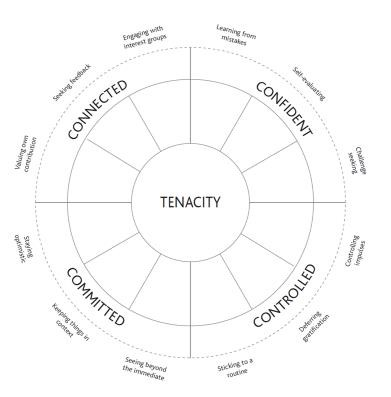 Engaging with
interest groups
Learning from
mistakes
Seeking feedback
Self-evaluating
CONNECTED
CONFIDENT
Valuing own
contribution
Challenge
seeking
TENACITY
Staying
optimistic
Controlling
impulses
COMMITTED
CONTROLLED
Keeping things in
context
Deferring
gratification
Seeing beyond
the immediate
Sticking to a
routine